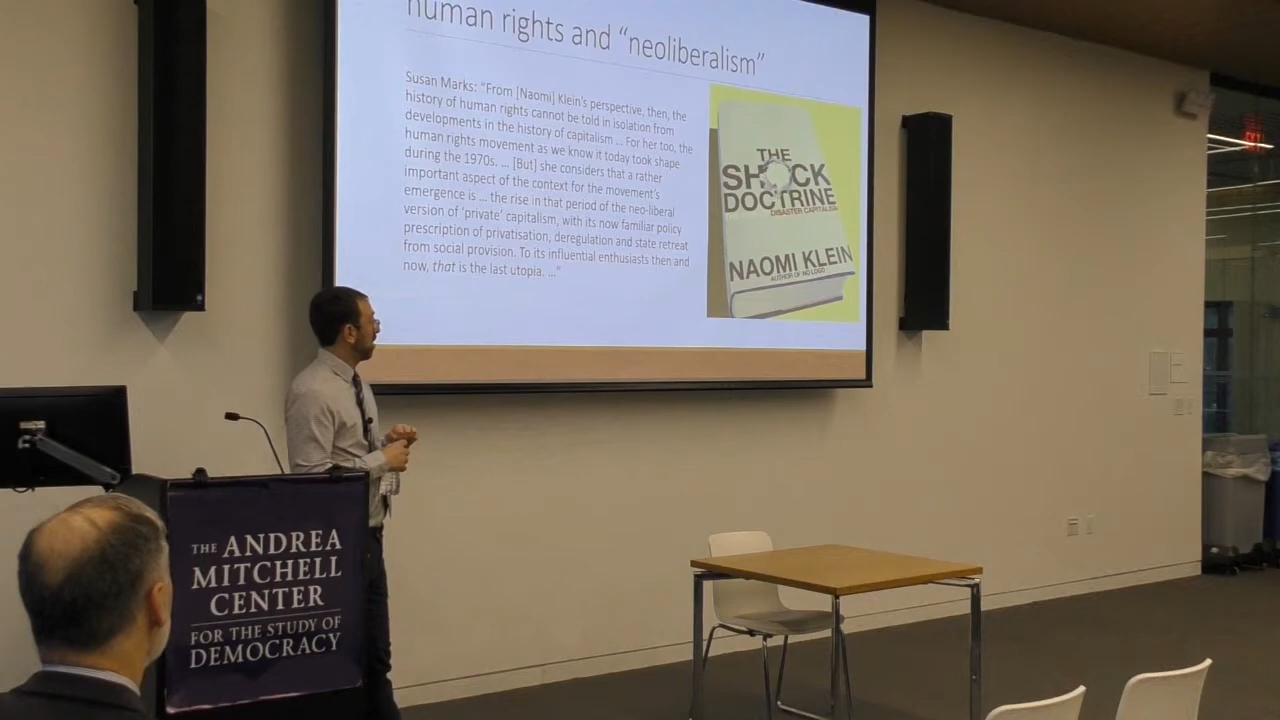 human rights and “neoliberalism”
Susan Marks: “From [Naomi] Klein's perspective, then, the
history of human rights cannot be told in isolation from
developments in the history of capitalism ... For her too, the
human rights movement as we know it today took shape
during the 1970s. ... [But] she considers that a rather
important aspect of the context for the movement's
emergence is ... the rise in that period of the neo-liberal
version of ‘private’ capitalism, with its now familiar policy
prescription of privatisation, deregulation and state retreat
from social provision. To its influential enthusiasts then and
now, that is the last utopia. ...”
THE
SHOCK
DOCTRINE
DISASTER CAPITALISM
NAOMI KLEIN
AUTHOR OF NO LOGO
THE ANDREA
MITCHELL
CENTER
FOR THE STUDY OF
DEMOCRACY
EXIT